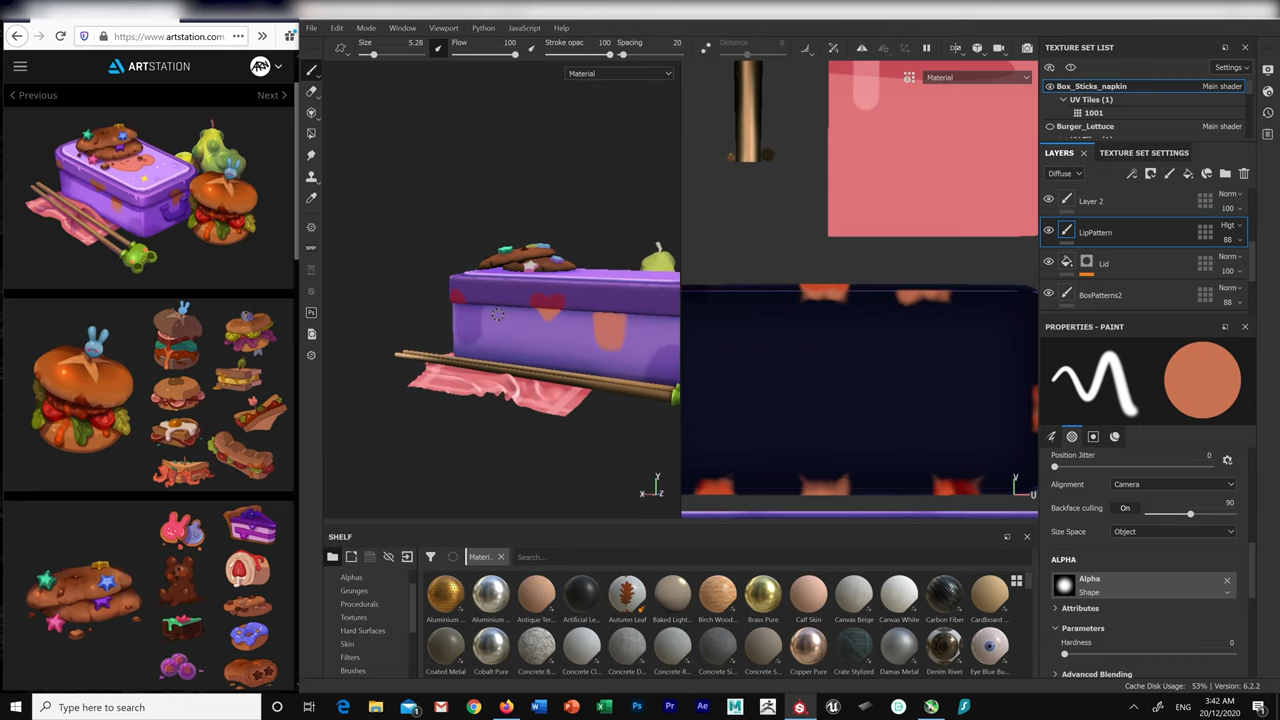 https://www.artstation.com
ARTSTATION
Previous
Next
File
Edit
Mode
Window
Viewport
Python
JavaScript
Help
Size
5.28
Flow
100
Stroke opac
100
Spacing
20
Distance
8
Material
Material
TEXTURE SET LIST
Settings
Box_Sticks_napkin
Main shader
UV Tiles (1)
1001
Burger_Lettuce
Main shader
LAYERS
TEXTURE SET SETTINGS
Diffuse
Layer 2
Norm
100
LipPattern
Hlgt
88
Lid
Norm
100
BoxPatterns2
Norm
88
PROPERTIES - PAINT
Position Jitter
0
Alignment
Camera
Backface culling
On
90
Size Space
Object
ALPHA
Alpha
Shape
Attributes
Parameters
Hardness
0
Advanced Blending
Y
X
Z
V
U
SHELF
Materi...
Search...
Alphas
Grunges
Procedurals
Textures
Hard Surfaces
Skin
Filters
Brushes
Aluminium ...
Aluminium ...
Antique Ter...
Artificial Le...
Autumn Leaf
Baked Light...
Birch Wood...
Brass Pure
Calf Skin
Canvas Beige
Canvas White
Carbon Fiber
Cardboard ...
Coated Metal
Cobalt Pure
Concrete B...
Concrete Cl...
Concrete D...
Concrete F...
Concrete R...
Concrete Si...
Concrete S...
Copper Pure
Crate Stylized
Damas Metal
Denim Rivet
Eye Blue Bu...
Cache Disk Usage: 53% | Version: 6.2.2
Type here to search
ENG
3:42 AM
20/12/2020